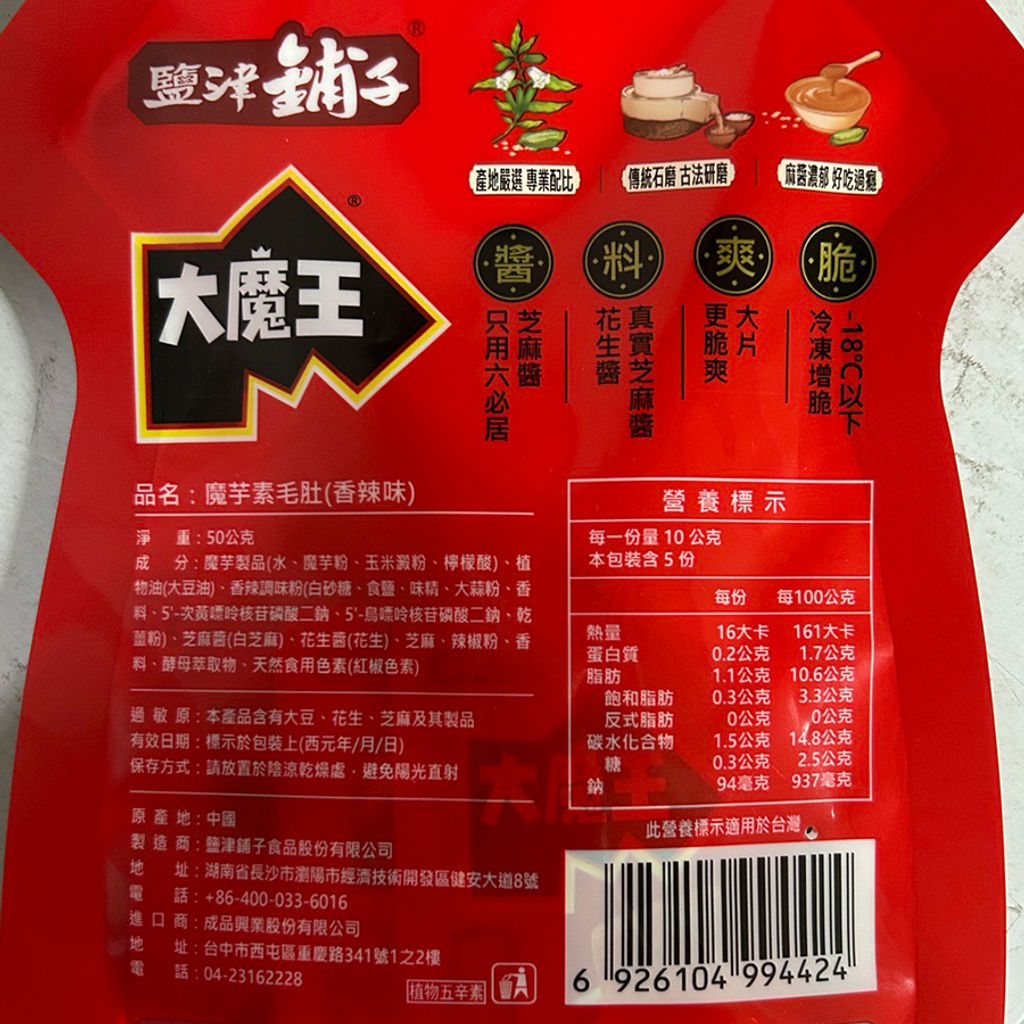 鹽津鋪子®
產地嚴選 專業配比
傳統石磨 古法研磨
麻醬濃郁 好吃過癮
大魔王®
醬
只用六必居
芝麻醬
料
花生醬
真實芝麻醬
爽
更脆爽
大片
脆
冷凍增脆
-18℃以下
品名：魔芋素毛肚(香辣味)
淨重：50公克
成分：魔芋製品(水、魔芋粉、玉米澱粉、檸檬酸)、植
物油(大豆油)、香辣調味粉(白砂糖、食鹽、味精、大蒜粉、香
料、5'-次黃嘌呤核苷磷酸二鈉、5'-鳥嘌呤核苷磷酸二鈉、乾
薑粉)、芝麻醬(白芝麻)、花生醬(花生)、芝麻、辣椒粉、香
料、酵母萃取物、天然食用色素(紅椒色素)
過敏原：本產品含有大豆、花生、芝麻及其製品
有效日期：標示於包裝上(西元年/月/日)
保存方式：請放置於陰涼乾燥處，避免陽光直射
原產地：中國
製造商：鹽津鋪子食品股份有限公司
地址：湖南省長沙市瀏陽市經濟技術開發區健安大道8號
電話：+86-400-033-6016
進口商：成品興業股份有限公司
地址：台中市西屯區重慶路341號1之2樓
電話：04-23162228
植物五辛素
營養標示
每一份量 10 公克
本包裝含 5 份
每份 每100公克
熱量 16大卡 161大卡
蛋白質 0.2公克 1.7公克
脂肪 1.1公克 10.6公克
飽和脂肪 0.3公克 3.3公克
反式脂肪 0公克 0公克
碳水化合物 1.5公克 14.8公克
糖 0.3公克 2.5公克
鈉 94毫克 937毫克
此營養標示適用於台灣
6 926104 994424